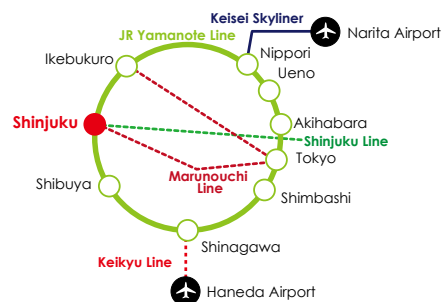 Keisei Skyliner
Narita Airport
JR Yamanote Line
Nippori
Ikebukuro
Ueno
Shinjuku
Akihabara
Shinjuku Line
Tokyo
Marunouchi
Line
Shibuya
Shimbashi
Shinagawa
Keikyu Line
Haneda Airport